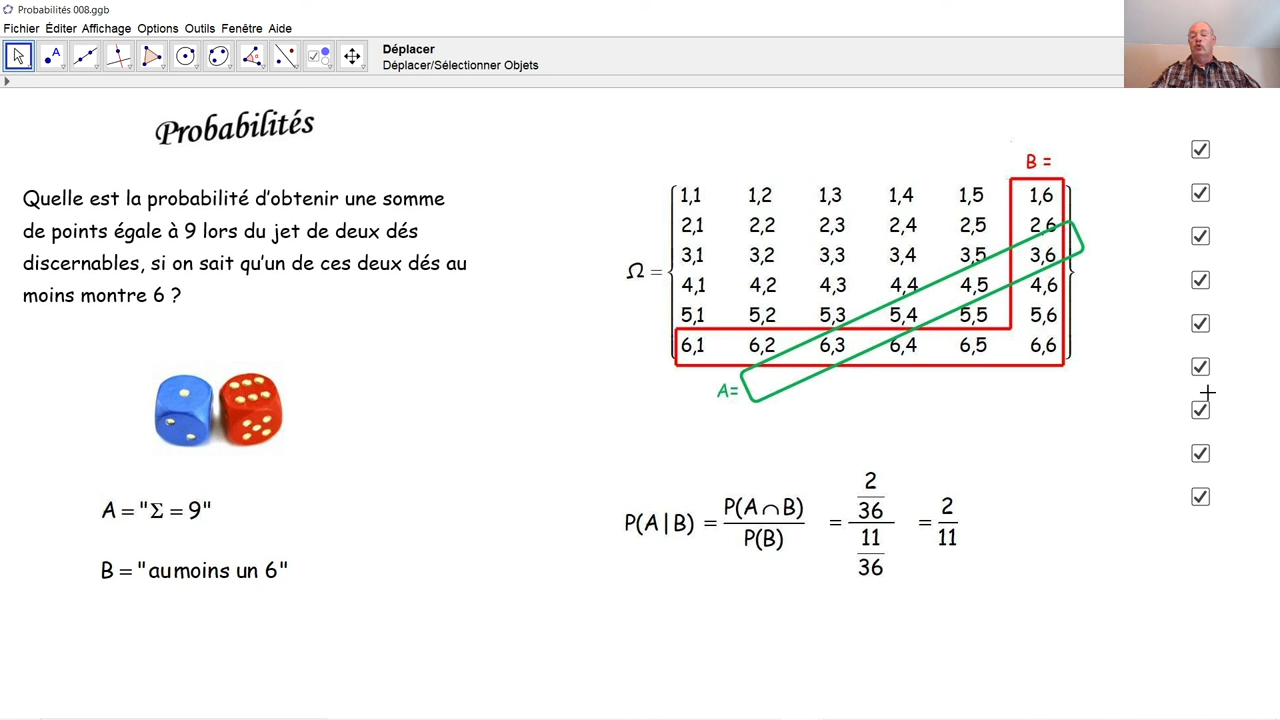 Probabilités 008.ggb
Fichier Éditer Affichage Options Outils Fenêtre Aide
A
Déplacer
Déplacer/Sélectionner Objets
Probabilités
Quelle est la probabilité d'obtenir une somme
de points égale à 9 lors du jet de deux dés
discernables, si on sait qu'un de ces deux dés au
moins montre 6 ?
A = "Σ = 9"
B = "au moins un 6"
B =
1,1 1,2 1,3 1,4 1,5 1,6
2,1 2,2 2,3 2,4 2,5 2,6
3,1 3,2 3,3 3,4 3,5 3,6
Ω =
4,1 4,2 4,3 4,4 4,5 4,6
5,1 5,2 5,3 5,4 5,5 5,6
6,1 6,2 6,3 6,4 6,5 6,6
A=
P(A|B) = P(A∩B) / P(B) = (2/36) / (11/36) = 2/11